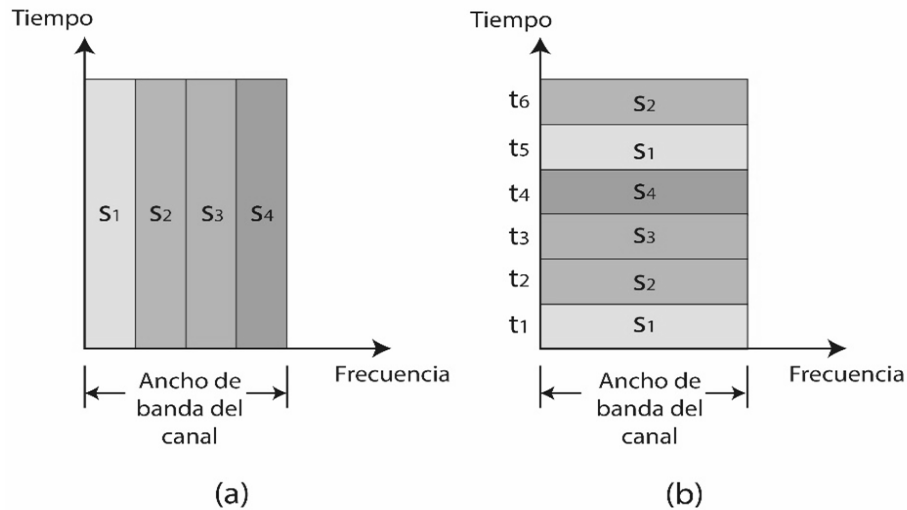 Tiempo
S1 S2 S3 S4
Frecuencia
Ancho de
banda del
canal
(a)
Tiempo
t6 S2
t5 S1
t4 S4
t3 S3
t2 S2
t1 S1
Frecuencia
Ancho de
banda del
canal
(b)